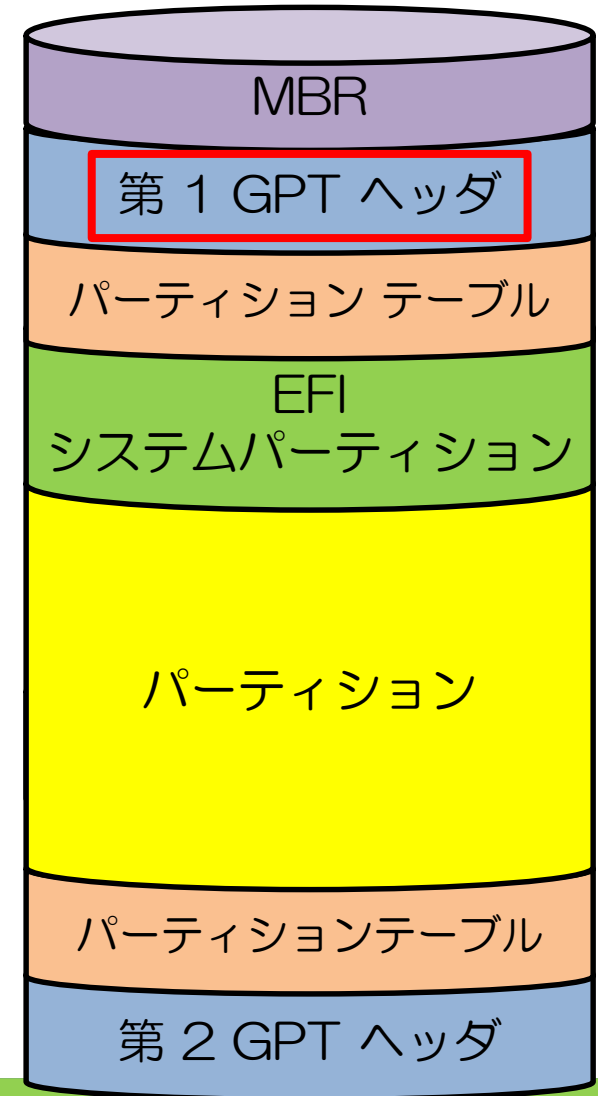 MBR
第 1 GPT ヘッダ
パーティション テーブル
EFI
システムパーティション
パーティション
パーティションテーブル
第 2 GPT ヘッダ